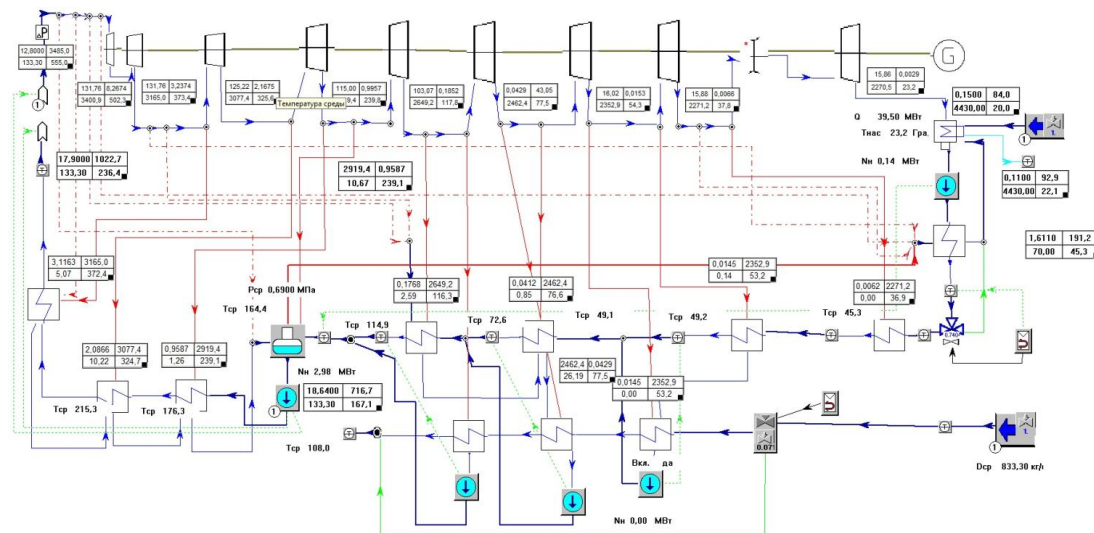 12,8000 3485,0
133,30 555,0
P
G
131,76 8,2674
3400,9 502,3
131,76 3,2374
3165,0 373,4
125,22 2,1675
3077,4 325,6
115,00 0,9957
9,4 239,8
Температура среды
103,07 0,1852
2649,2 117,8
0,0429 43,05
2462,4 77,5
16,02 0,0153
2352,9 54,3
15,88 0,0066
2271,2 37,8
15,86 0,0029
2270,5 23,2
Q 39,50 МВт
Tнас 23,2 Гра,
Nн 0,14 МВт
0,1500 84,0
4430,00 20,0
1
1
0,1100 92,9
4430,00 22,1
17,9000 1022,7
133,30 236,4
2919,4 0,9587
10,67 239,1
1,6110 191,2
70,00 45,3
3,1163 3165,0
5,07 372,4
Pср 0,6900 МПа
Tср 164,4
0,1768 2649,2
2,59 116,3
0,0412 2462,4
0,85 76,6
0,0145 2352,9
0,14 53,2
0,0062 2271,2
0,00 36,9
Tср 114,9
Tср 72,6
Tср 49,1
Tср 49,2
Tср 45,3
0,740
2,0866 3077,4
10,22 324,7
0,9587 2919,4
1,26 239,1
Nн 2,98 МВт
2462,4 0,0429
26,19 77,5
0,0145 2352,9
0,00 53,2
18,6400 716,7
133,30 167,1
1
Tср 215,3
Tср 176,3
Tср 108,0
0.07
1
Вкл. да
Dср 833,30 кг/с
Nн 0,00 МВт